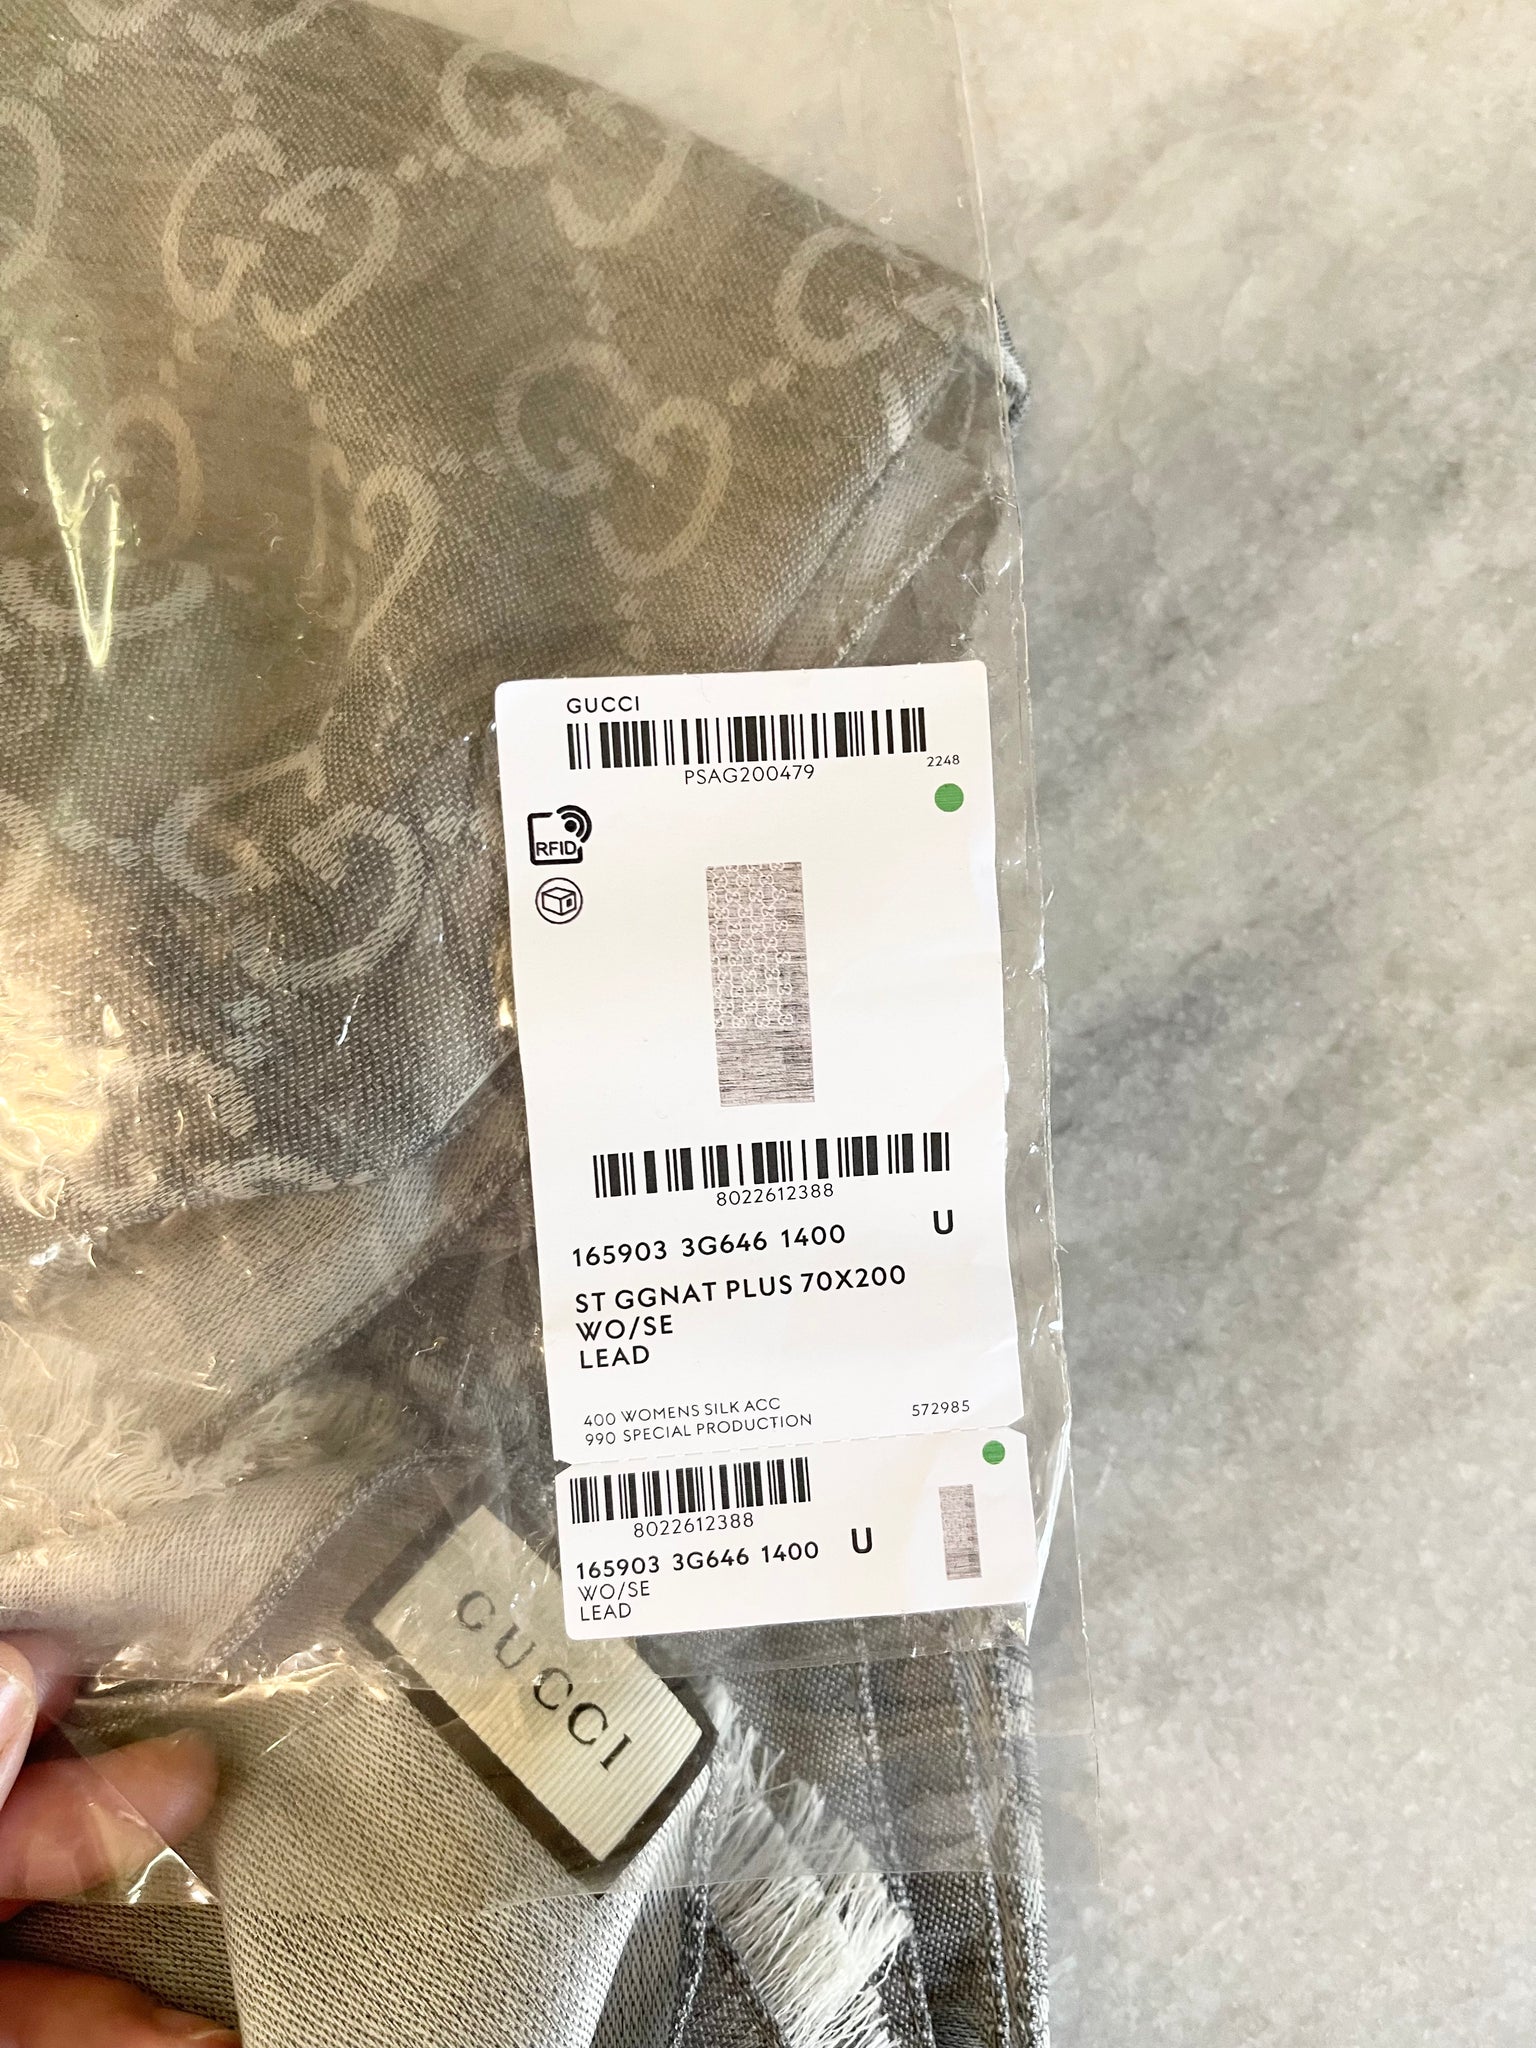 GUCCI
PSAG200479
2248
RFID
8022612388
165903 3G646 1400 U
ST GGNAT PLUS 70X200
WO/SE
LEAD
400 WOMENS SILK ACC
990 SPECIAL PRODUCTION 572985
8022612388
165903 3G646 1400 U
WO/SE
LEAD
GUCCI